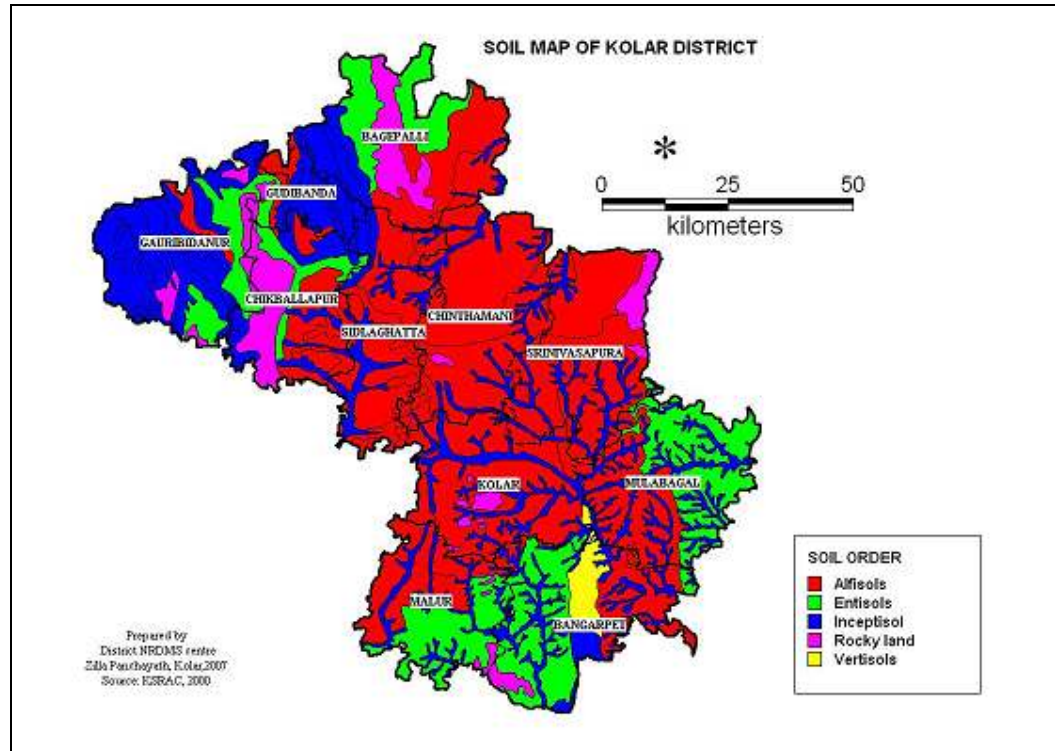 SOIL MAP OF KOLAR DISTRICT
BAGEPALLI
*
0 25 50
kilometers
GUDIBANDA
GAURIBIDANUR
CHIKBALLAPUR
SIDLAGHATTA
CHINTHAMANI
SRINIVASAPURA
KOLAR
MULABAGAL
MALUR
BANGARPET
SOIL ORDER
Alfisols
Entisols
Inceptisol
Rocky land
Vertisols
Prepared by
District NRDMS centre
Zilla Panchayath, Kolar,2007
Source: KSRAC, 2000